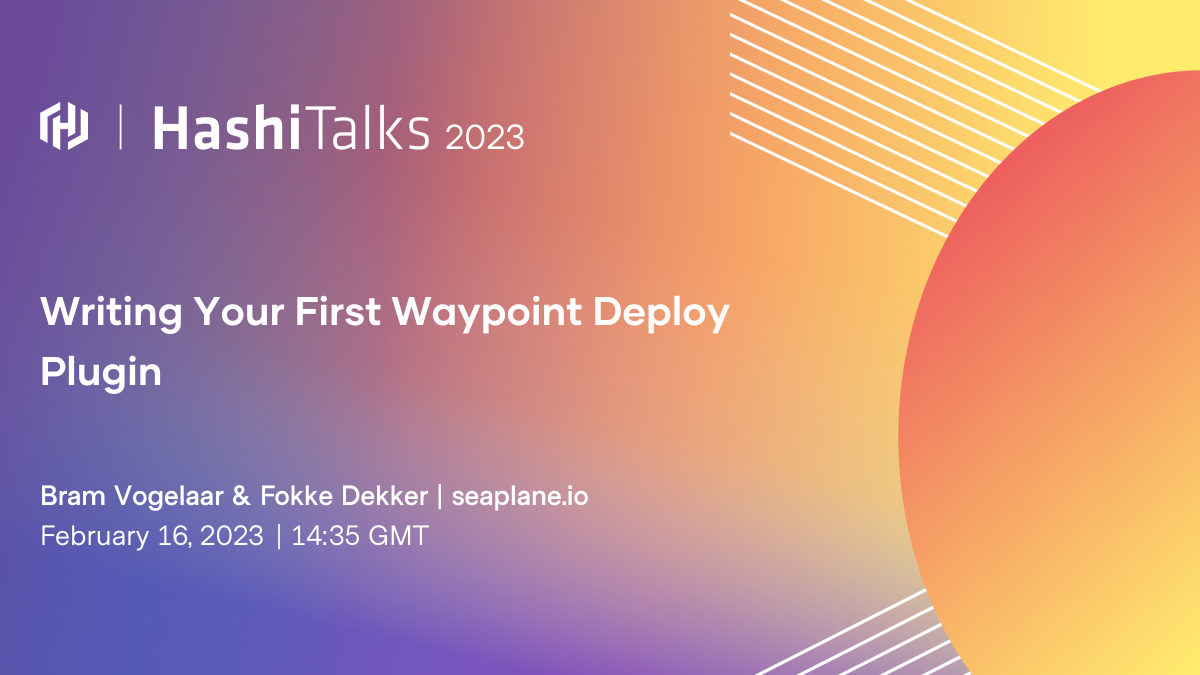 HashiTalks 2023
Writing Your First Waypoint Deploy
Plugin
Bram Vogelaar & Fokke Dekker | seaplane.io
February 16, 2023 | 14:35 GMT